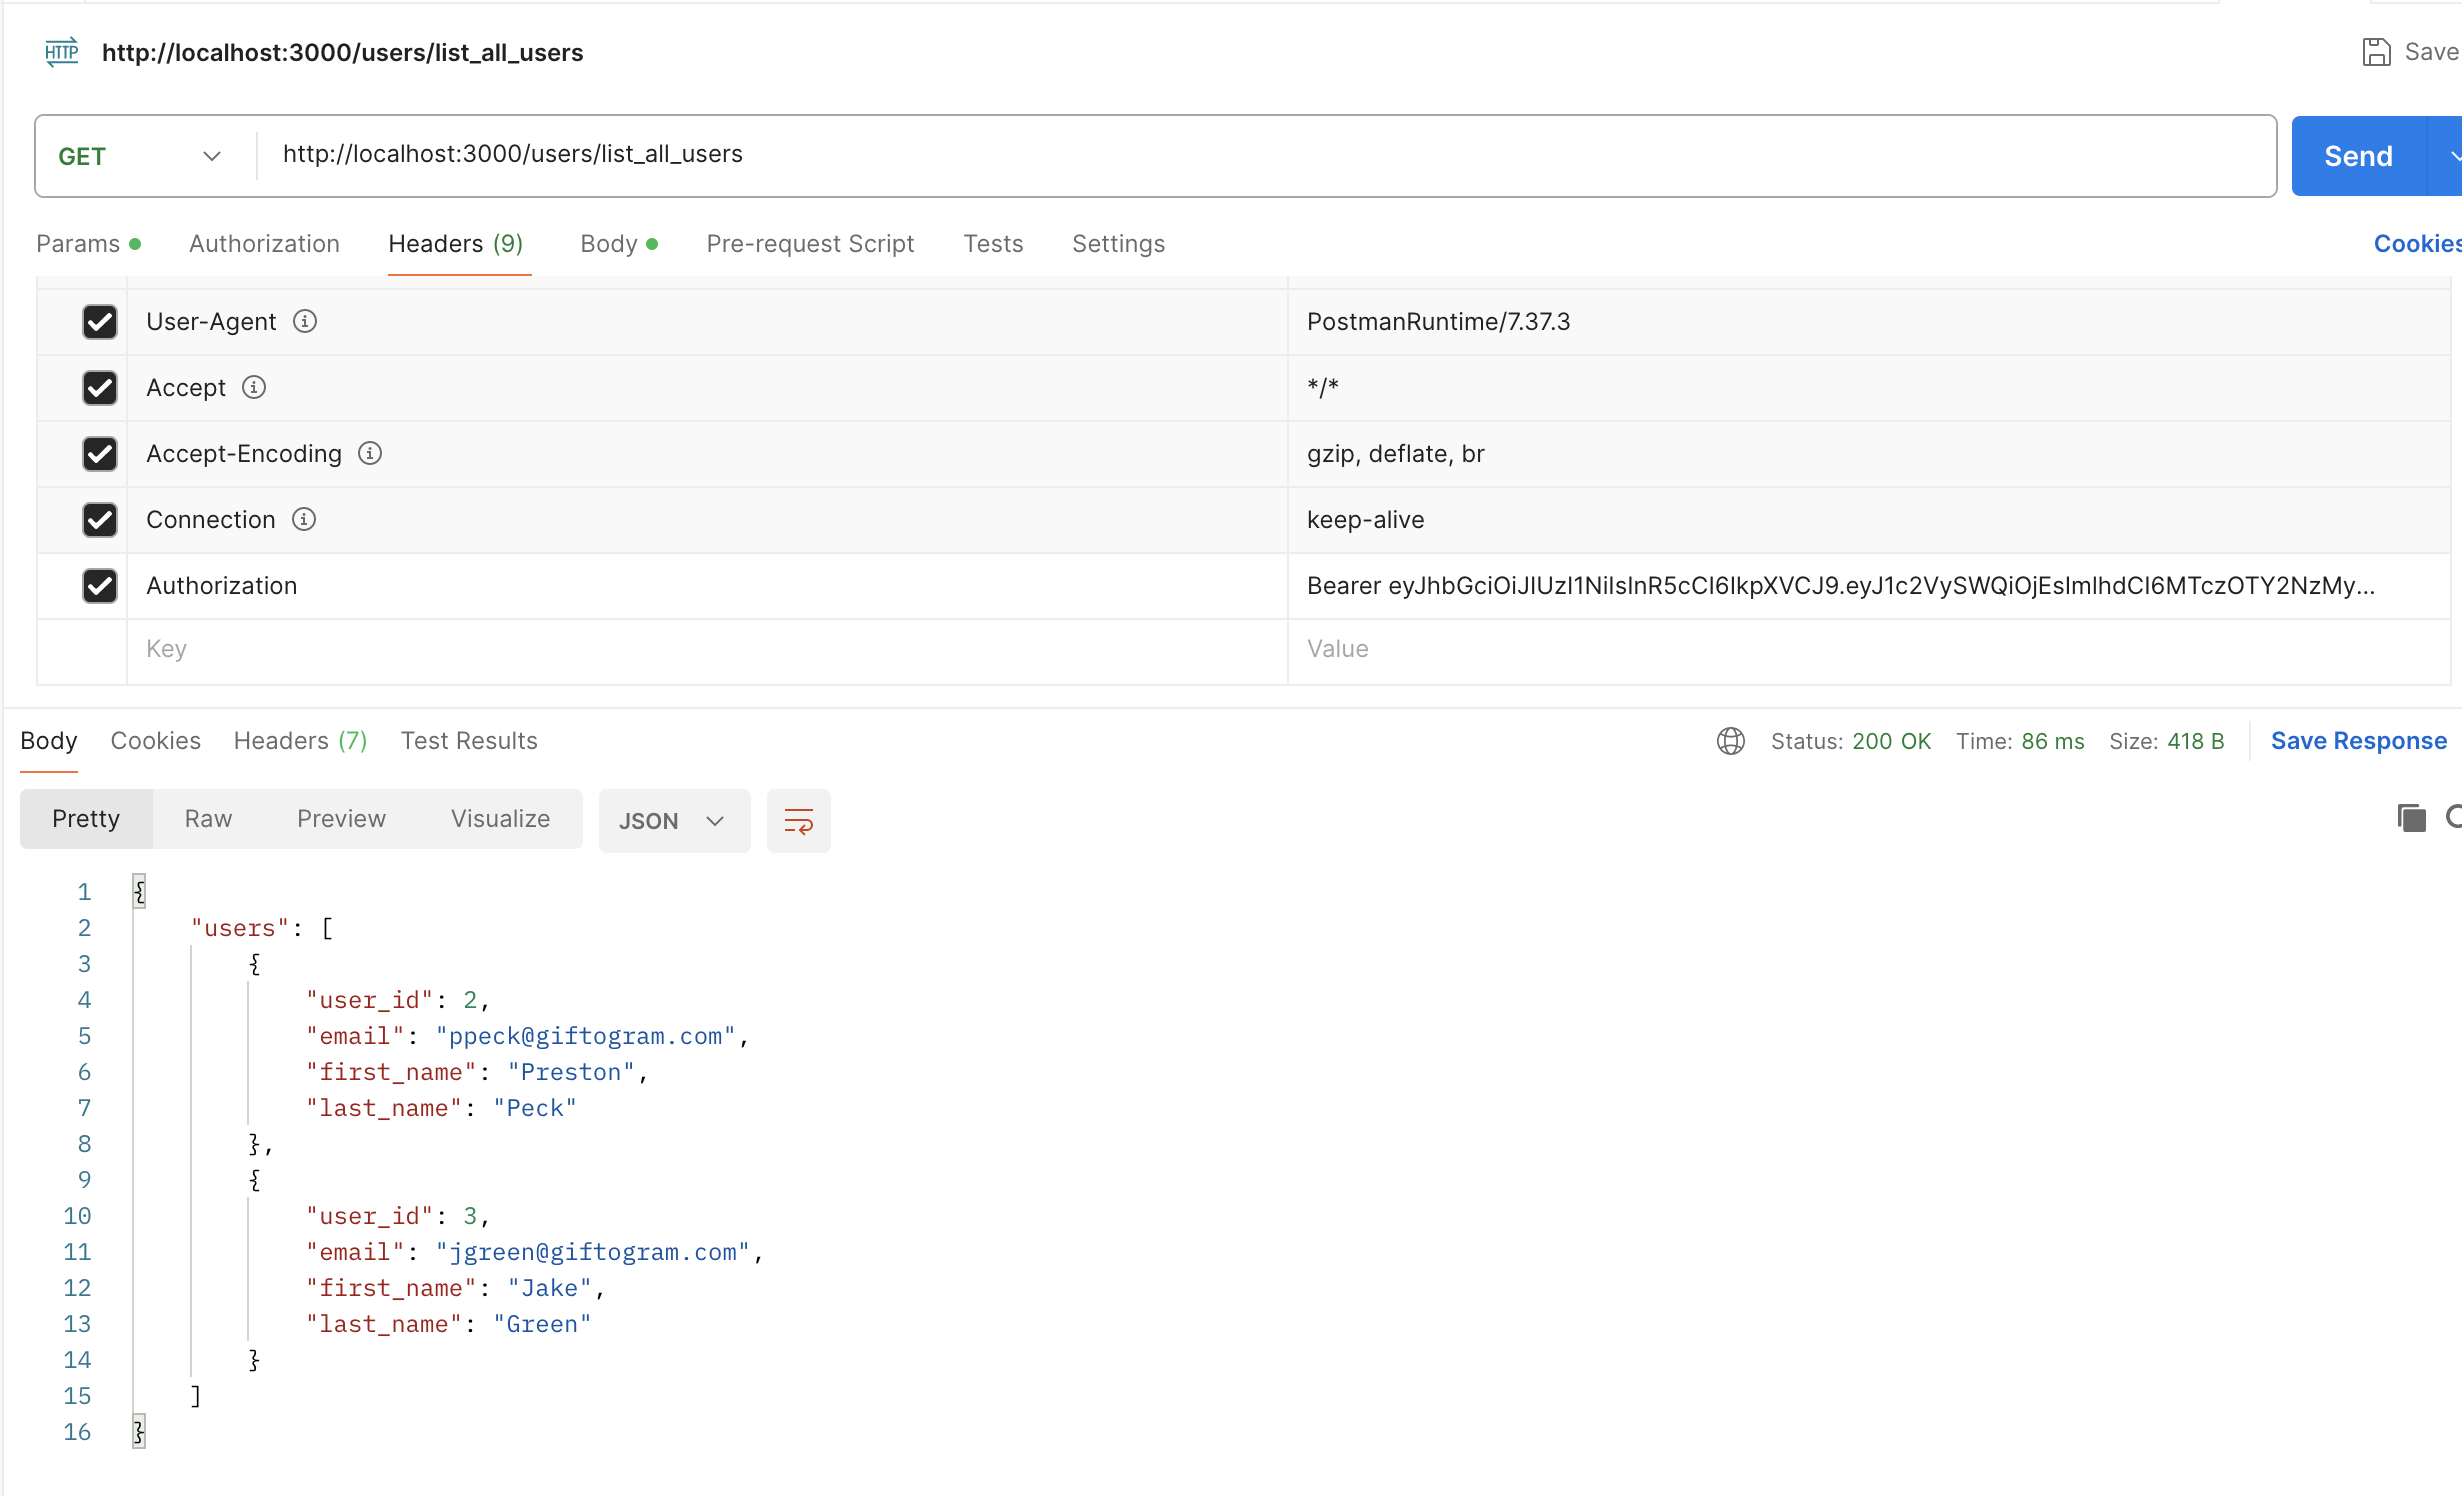 HTTP http://localhost:3000/users/list_all_users Save
GET http://localhost:3000/users/list_all_users Send
Params Authorization Headers (9) Body Pre-request Script Tests Settings Cookies
User-Agent PostmanRuntime/7.37.3
Accept */*
Accept-Encoding gzip, deflate, br
Connection keep-alive
Authorization Bearer eyJhbGciOiJIUzI1NiIsInR5cCI6IkpXVCJ9.eyJ1c2VySWQiOjEsImlhdCI6MTczOTY2NzMy...
Key Value
Body Cookies Headers (7) Test Results Status: 200 OK Time: 86 ms Size: 418 B Save Response
Pretty Raw Preview Visualize JSON
1 {
2 "users": [
3 {
4 "user_id": 2,
5 "email": "ppeck@giftogram.com",
6 "first_name": "Preston",
7 "last_name": "Peck"
8 },
9 {
10 "user_id": 3,
11 "email": "jgreen@giftogram.com",
12 "first_name": "Jake",
13 "last_name": "Green"
14 }
15 ]
16 }